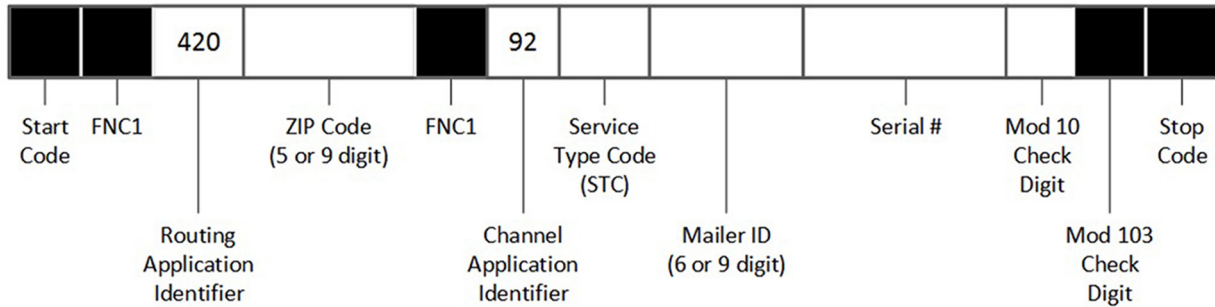 420
92
Start
Code
FNC1
ZIP Code
(5 or 9 digit)
FNC1
Service
Type Code
(STC)
Serial #
Mod 10
Check
Digit
Stop
Code
Routing
Application
Identifier
Channel
Application
Identifier
Mailer ID
(6 or 9 digit)
Mod 103
Check
Digit